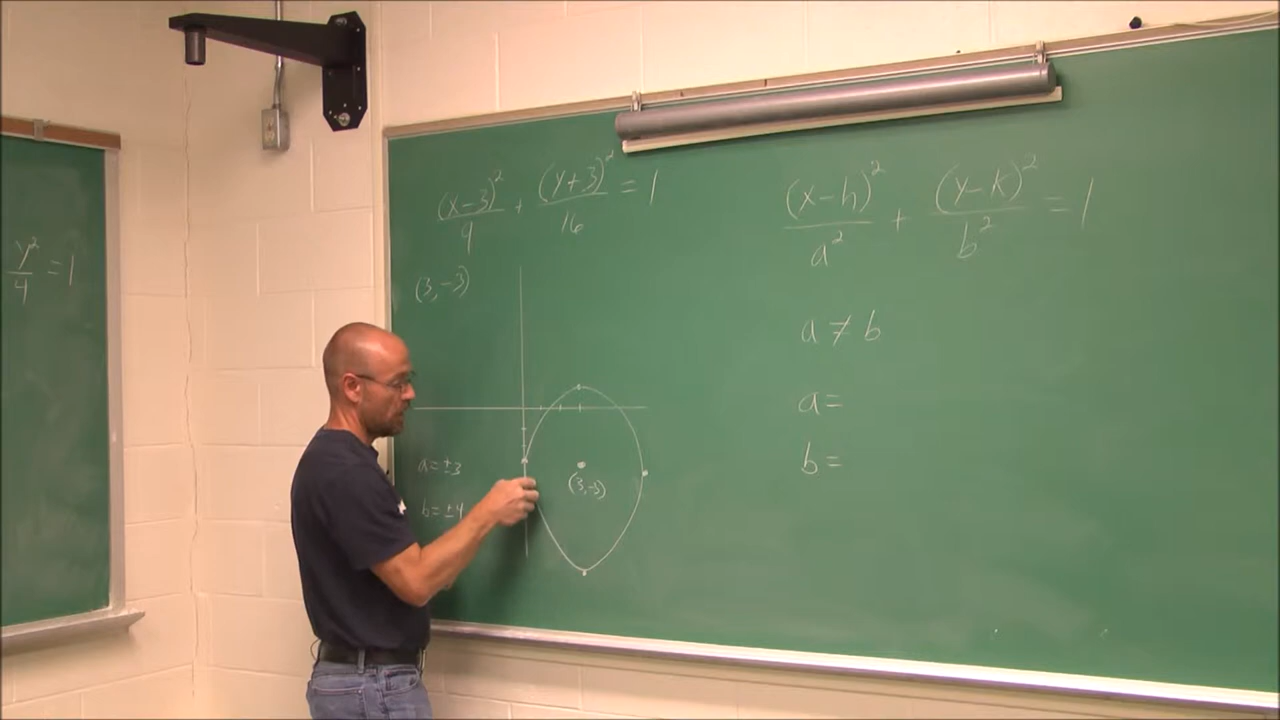 y²/4 = 1
(x-3)²/9 + (y+3)²/16 = 1
(3, -3)
a = ±3
b = ±4
(3, -3)
(x-h)²/a² + (y-k)²/b² = 1
a ≠ b
a =
b =